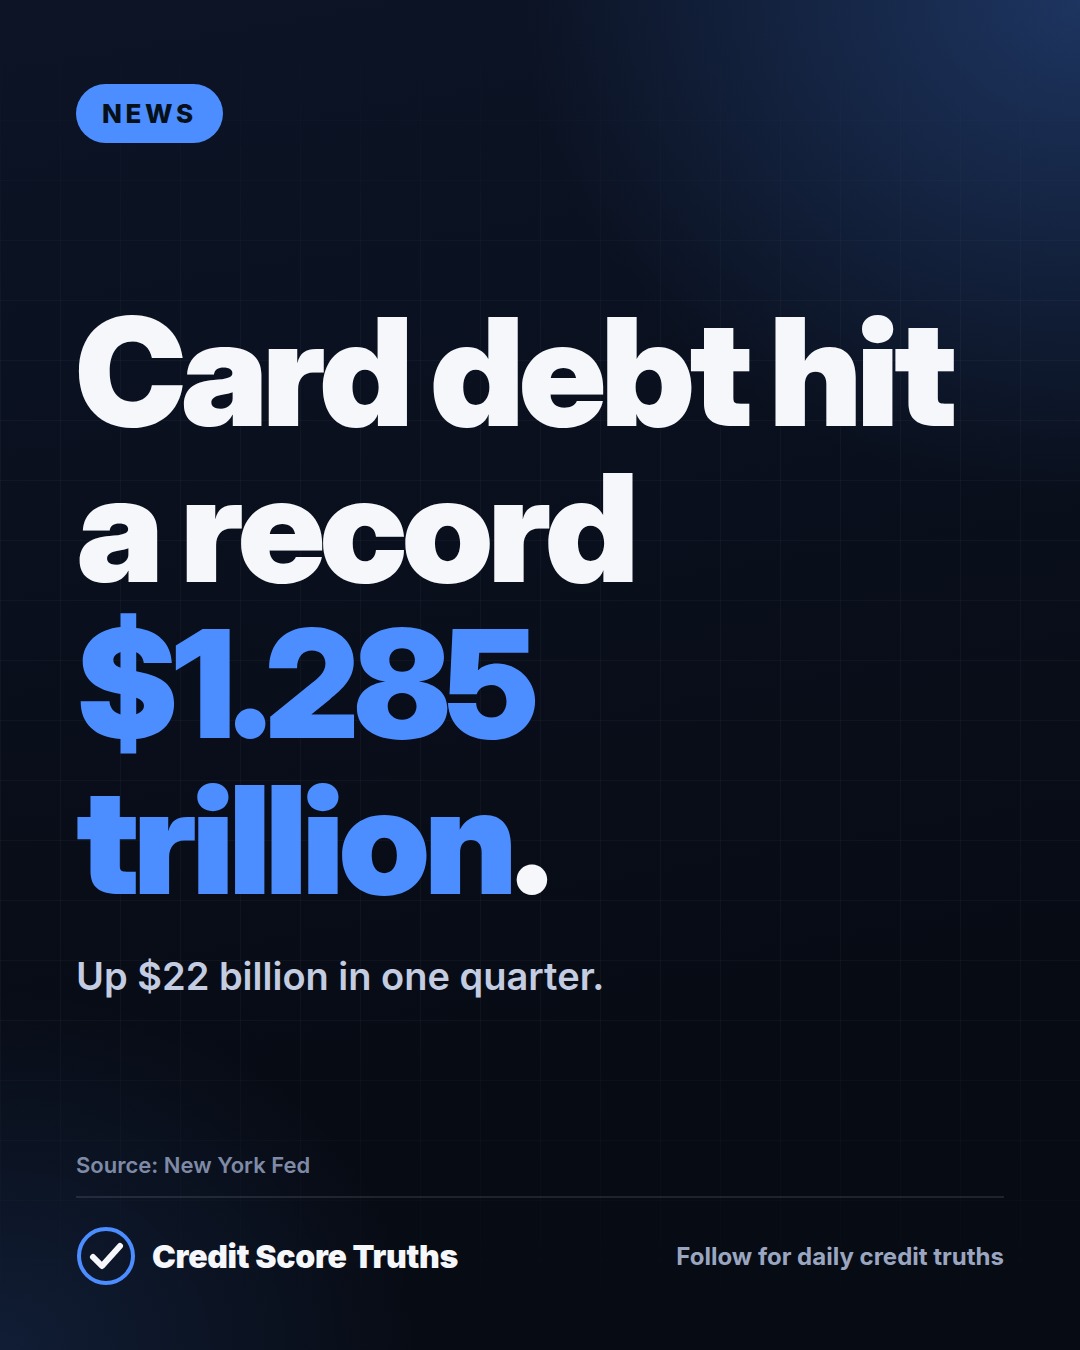 NEWS
Card debt hit
a record
$1.285
trillion.
Up $22 billion in one quarter.
Source: New York Fed
Credit Score Truths
Follow for daily credit truths